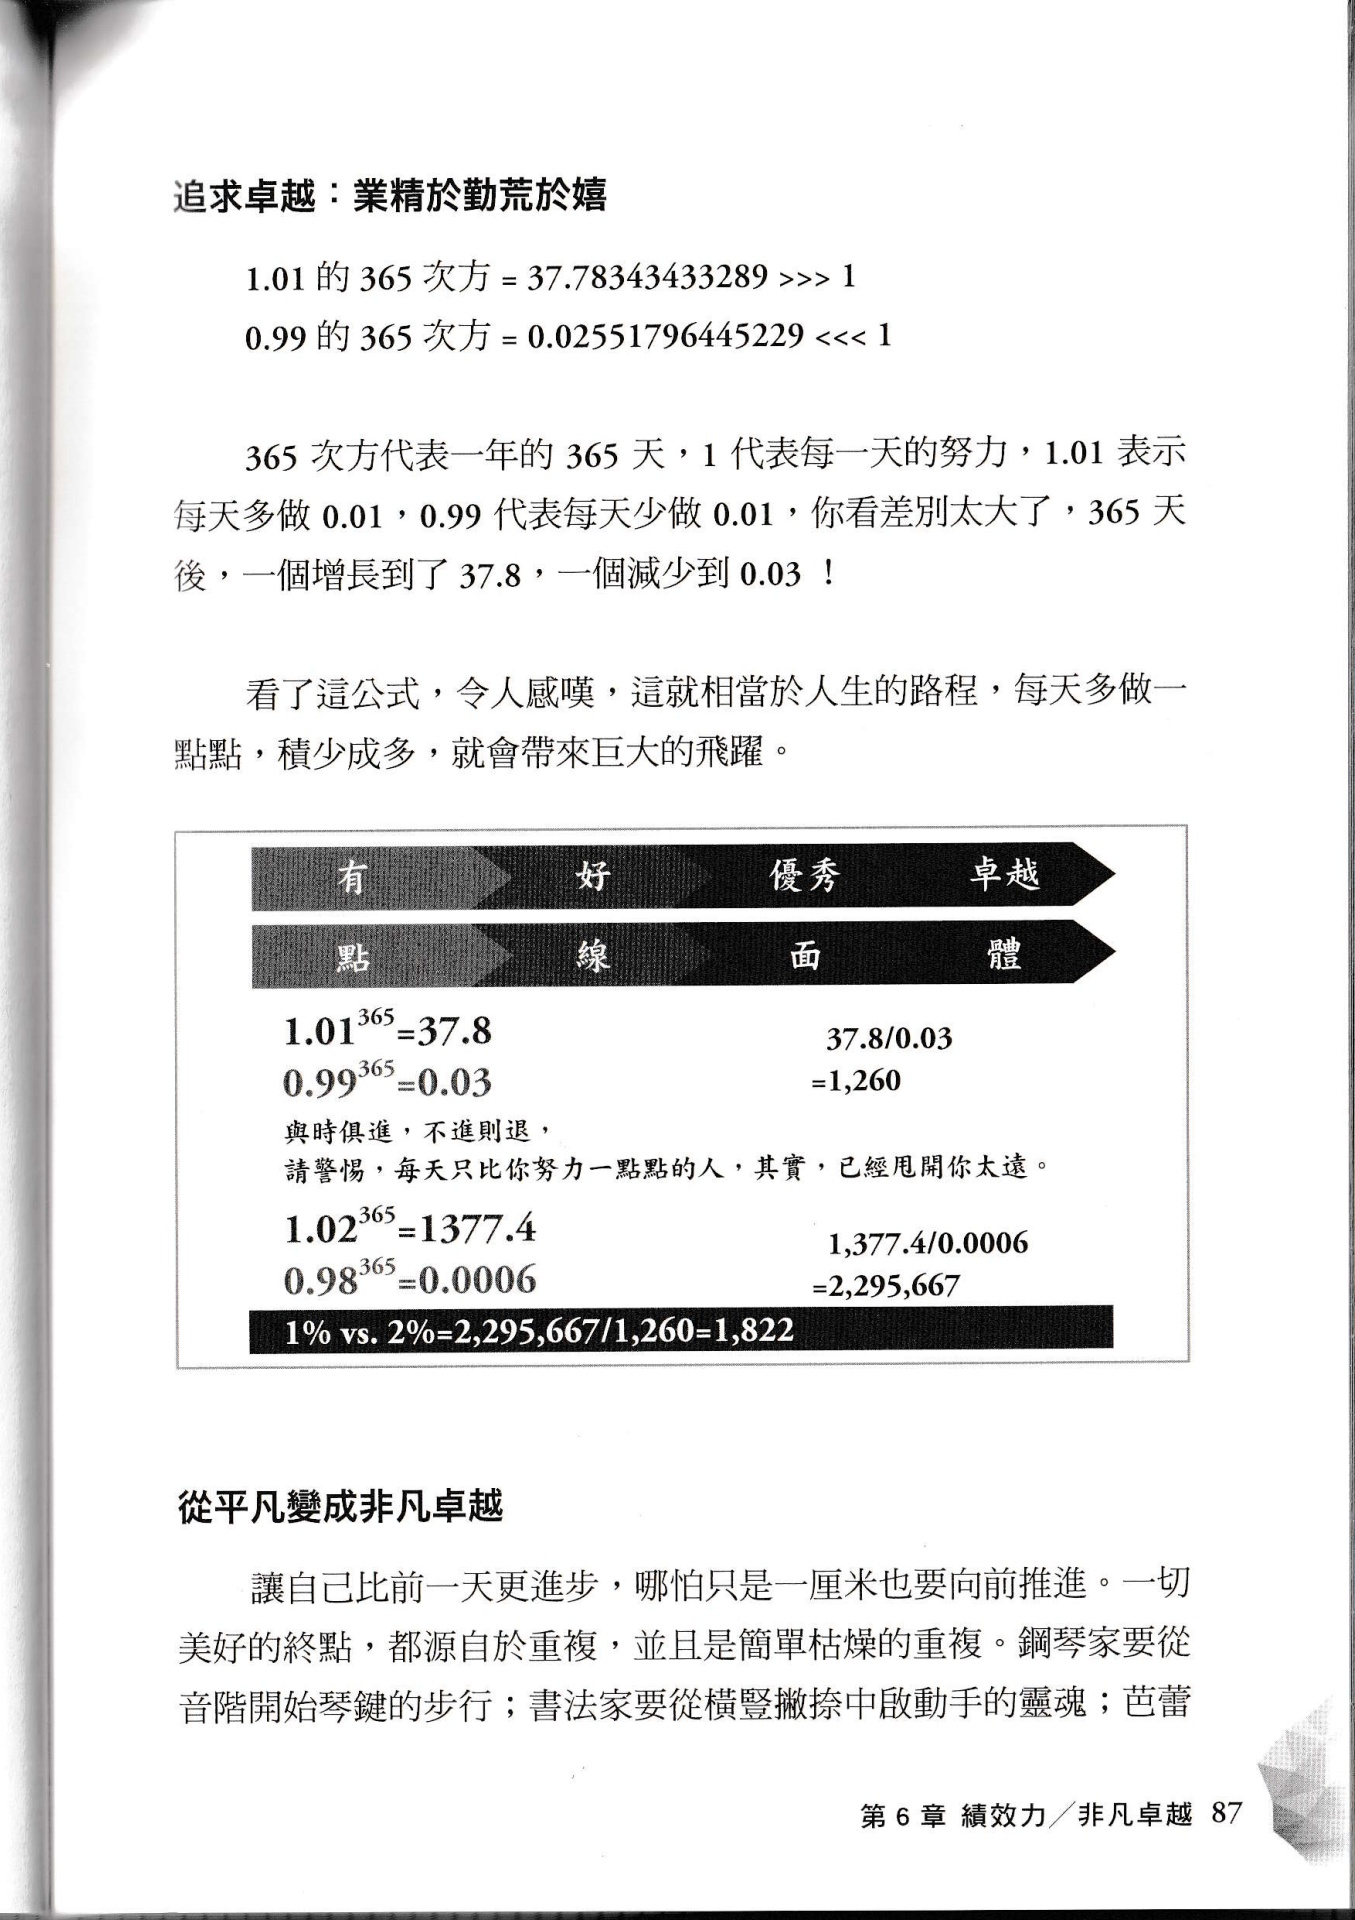 追求卓越：業精於勤荒於嬉
1.01 的 365 次方 = 37.78343433289 >>> 1
0.99 的 365 次方 = 0.02551796445229 <<< 1
365 次方代表一年的 365 天，1 代表每一天的努力，1.01 表示
每天多做 0.01，0.99 代表每天少做 0.01，你看差別太大了，365 天
後，一個增長到了 37.8，一個減少到 0.03 ！
看了這公式，令人感嘆，這就相當於人生的路程，每天多做一
點點，積少成多，就會帶來巨大的飛躍。
有 好 優秀 卓越
點 線 面 體
1.01³⁶⁵=37.8
37.8/0.03
0.99³⁶⁵=0.03
=1,260
與時俱進，不進則退，
請警惕，每天只比你努力一點點的人，其實，已經甩開你太遠。
1.02³⁶⁵=1377.4
1,377.4/0.0006
0.98³⁶⁵=0.0006
=2,295,667
1% vs. 2%=2,295,667/1,260=1,822
從平凡變成非凡卓越
讓自己比前一天更進步，哪怕只是一厘米也要向前推進。一切
美好的終點，都源自於重複，並且是簡單枯燥的重複。鋼琴家要從
音階開始琴鍵的步行；書法家要從橫豎撇捺中啟動手的靈魂；芭蕾
第 6 章 績效力／非凡卓越 87